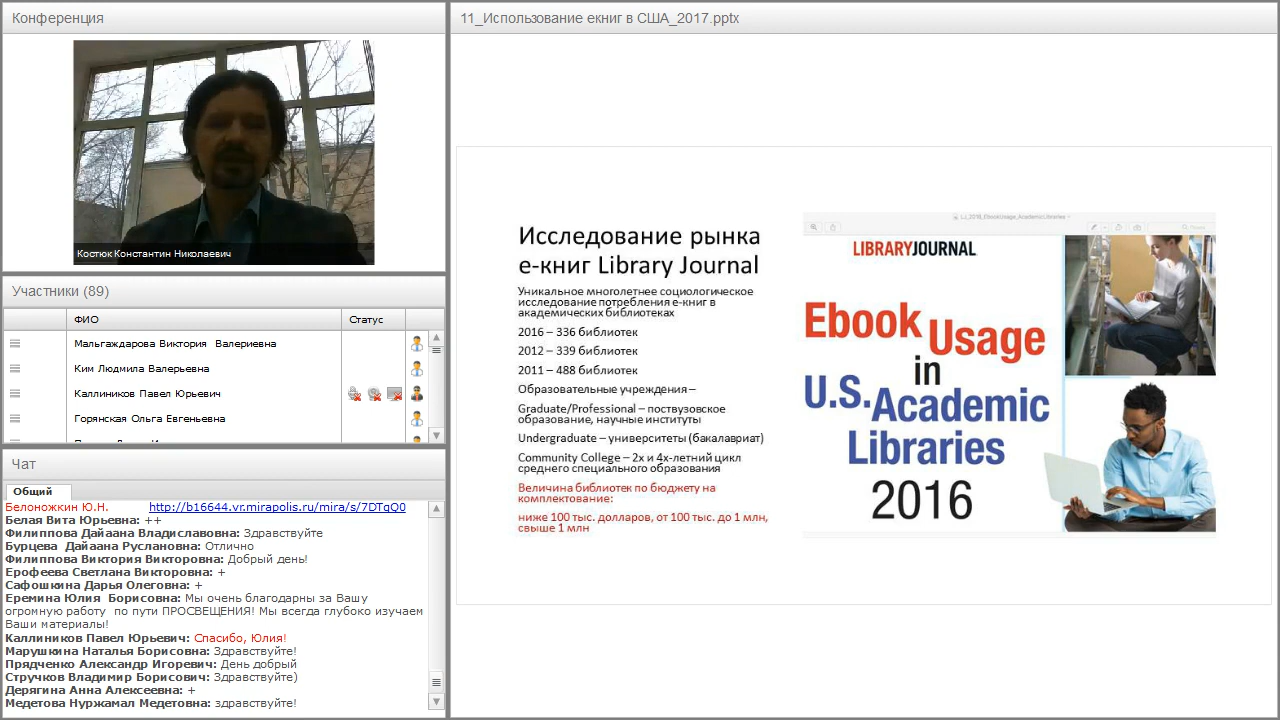 Конференция
Костюк Константин Николаевич
Участники (89)
ФИО
Статус
Мальгаждарова Виктория Валериевна
Ким Людмила Валерьевна
Каллиников Павел Юрьевич
Горянская Ольга Евгеньевна
Чат
Общий
Белоножкин Ю.Н. http://b16644.vr.mirapolis.ru/mira/s/7DTqQ0
Белая Вита Юрьевна: ++
Филиппова Дайаана Владиславовна: Здравствуйте
Бурцева Дайаана Руслановна: Отлично
Филиппова Виктория Викторовна: Добрый день!
Ерофеева Светлана Викторовна: +
Сафошкина Дарья Олеговна: +
Еремина Юлия Борисовна: Мы очень благодарны за Вашу
огромную работу по пути ПРОСВЕЩЕНИЯ! Мы всегда глубоко изучаем
Ваши материалы!
Каллиников Павел Юрьевич: Спасибо, Юлия!
Марушкина Наталья Борисовна: Здравствуйте!
Прядченко Александр Игоревич: День добрый
Стручков Владимир Борисович: Здравствуйте)
Дерягина Анна Алексеевна: +
Медетова Нуржамал Медетовна: здравствуйте!
11_Использование екниг в США_2017.pptx
Исследование рынка
е-книг Library Journal
Уникальное многолетнее социологическое
исследование потребления е-книг в
академических библиотеках
2016 – 336 библиотек
2012 – 339 библиотек
2011 – 488 библиотек
Образовательные учреждения –
Graduate/Professional – поствузовское
образование, научные институты
Undergraduate – университеты (бакалавриат)
Community College – 2х и 4х-летний цикл
среднего специального образования
Величина библиотек по бюджету на
комплектование:
ниже 100 тыс. долларов, от 100 тыс. до 1 млн,
свыше 1 млн
LJ_2016_EbookUsage_AcademicLibraries
LIBRARYJOURNAL
Ebook Usage
in
U.S. Academic
Libraries
2016